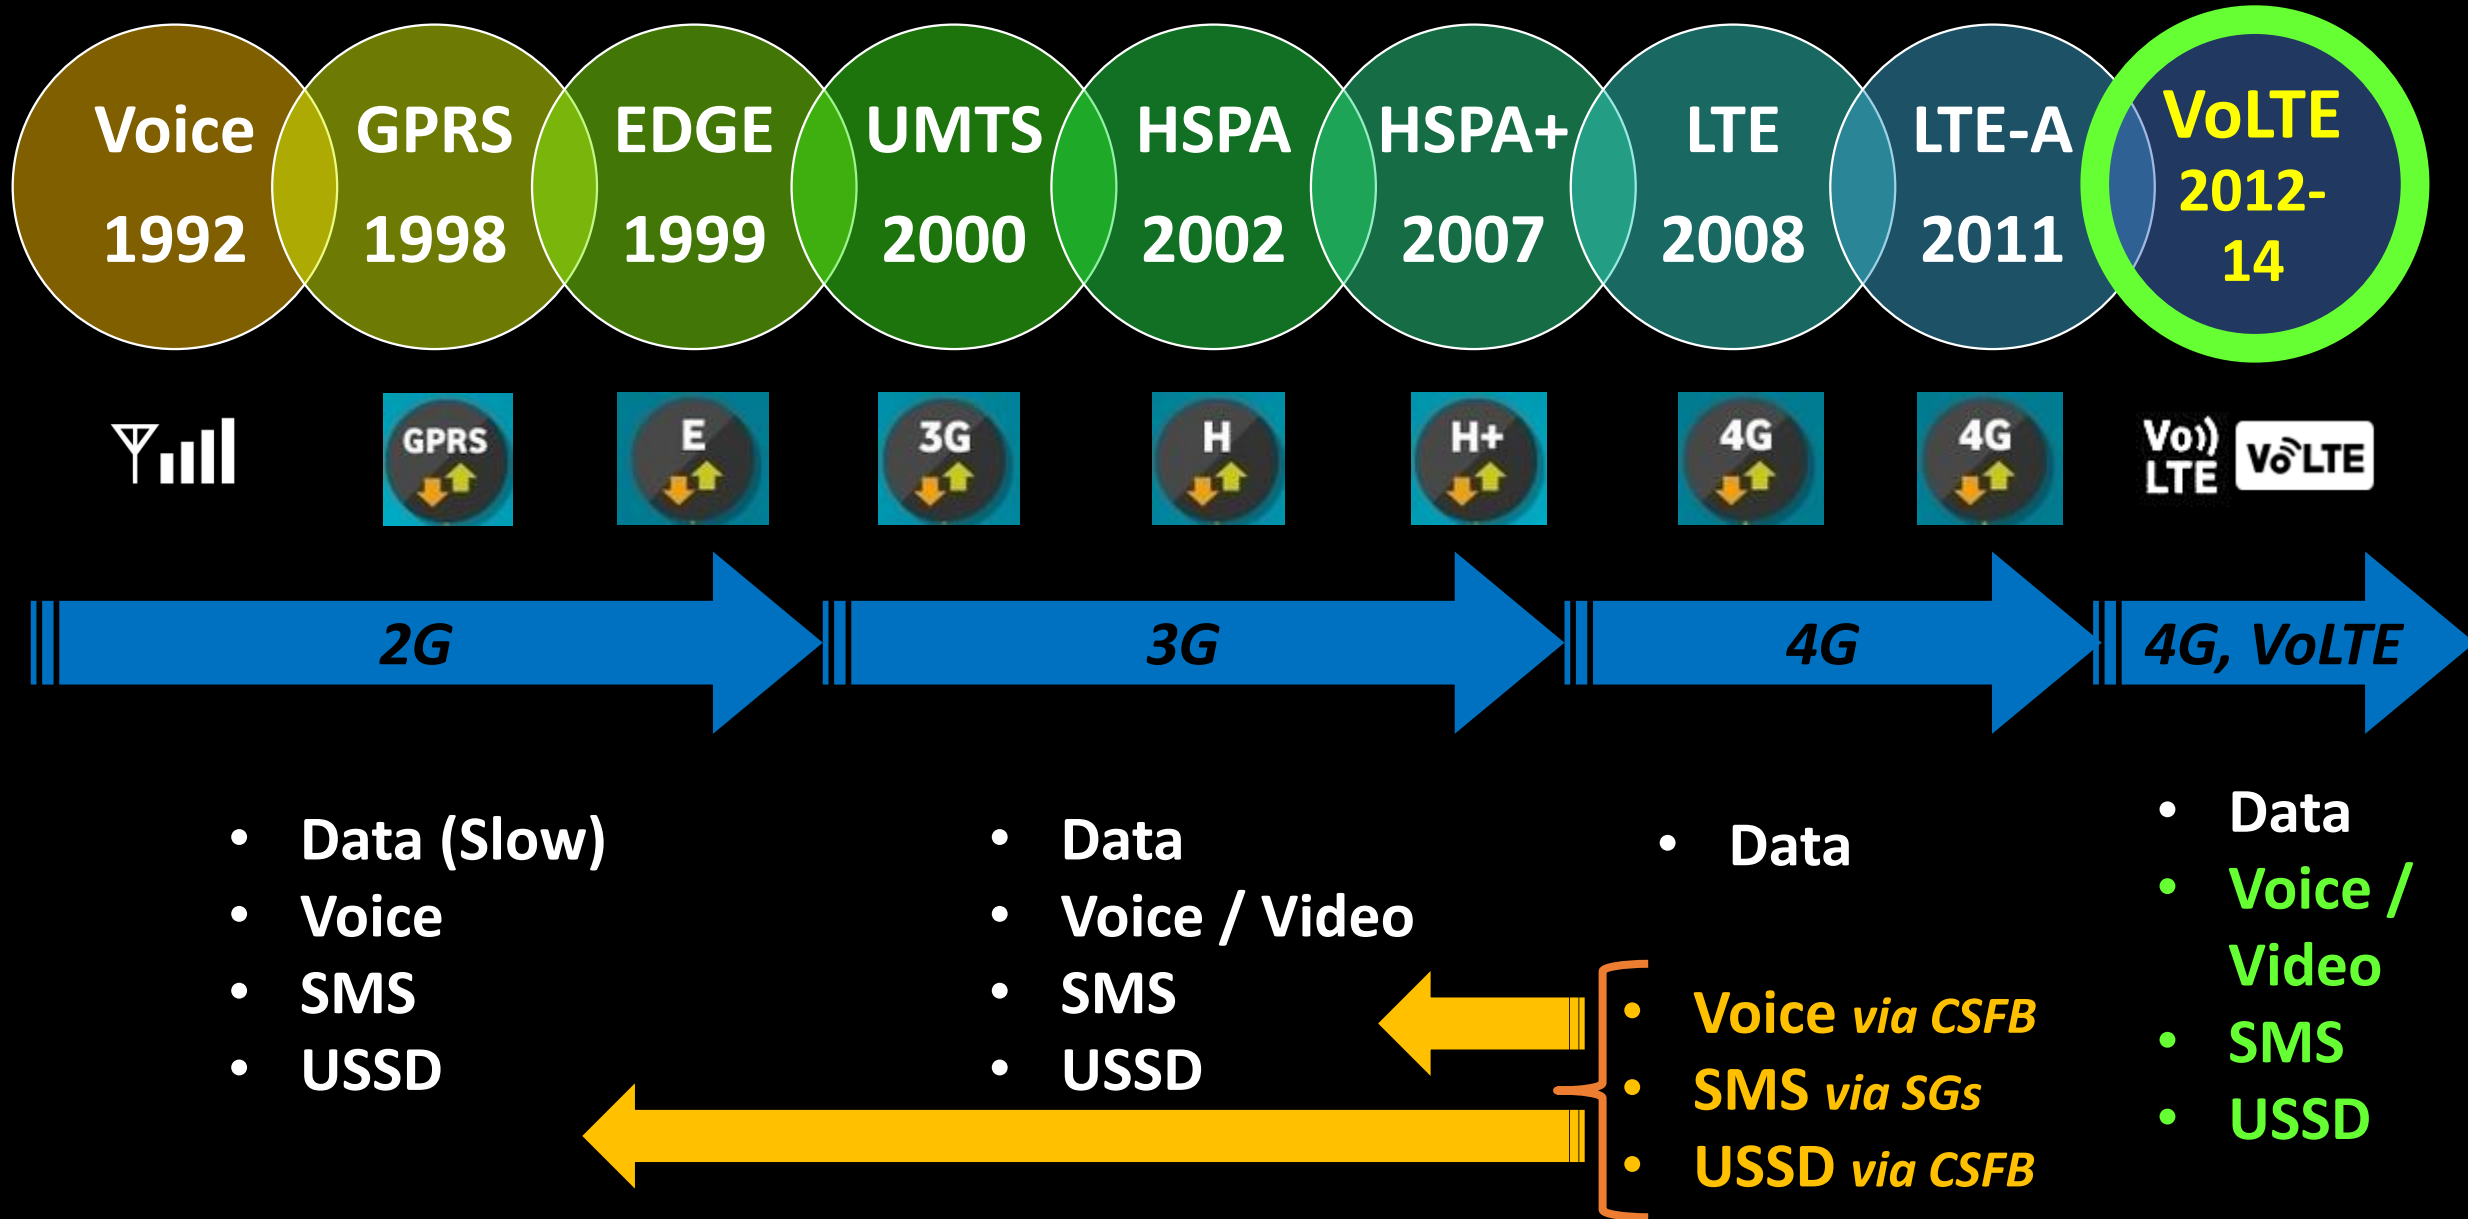 Voice
1992
GPRS
1998
EDGE
1999
UMTS
2000
HSPA
2002
HSPA+
2007
LTE
2008
LTE-A
2011
VoLTE
2012-
14
GPRS
E
3G
H
H+
4G
4G
Vo))
LTE
VoLTE
2G
3G
4G
4G, VoLTE
• Data (Slow)
• Voice
• SMS
• USSD
• Data
• Voice / Video
• SMS
• USSD
• Data
• Voice via CSFB
• SMS via SGs
• USSD via CSFB
• Data
• Voice /
Video
• SMS
• USSD